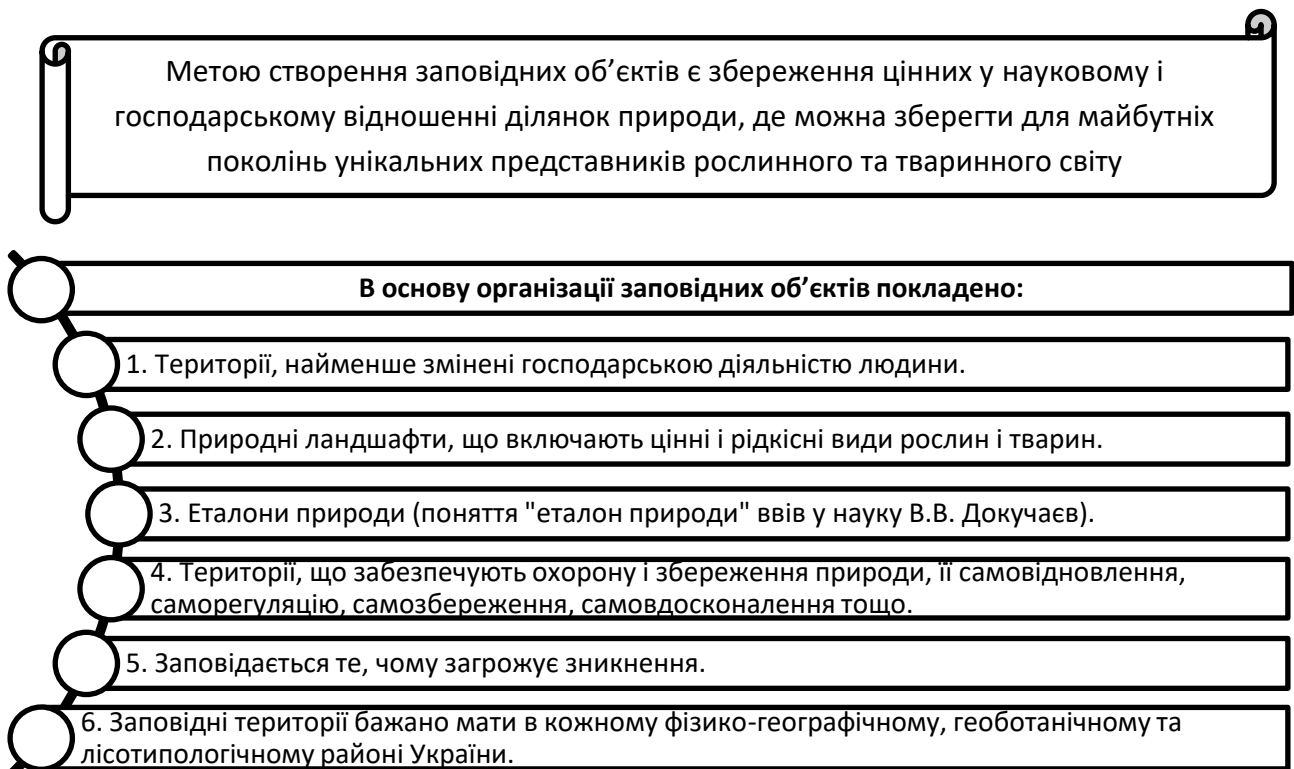 Метою створення заповідних об’єктів є збереження цінних у науковому і
господарському відношенні ділянок природи, де можна зберегти для майбутніх
поколінь унікальних представників рослинного та тваринного світу
В основу організації заповідних об’єктів покладено:
1. Території, найменше змінені господарською діяльністю людини.
2. Природні ландшафти, що включають цінні і рідкісні види рослин і тварин.
3. Еталони природи (поняття "еталон природи" ввів у науку В.В. Докучаєв).
4. Території, що забезпечують охорону і збереження природи, її самовідновлення,
саморегуляцію, самозбереження, самовдосконалення тощо.
5. Заповідається те, чому загрожує зникнення.
6. Заповідні території бажано мати в кожному фізико-географічному, геоботанічному та
лісотипологічному районі України.